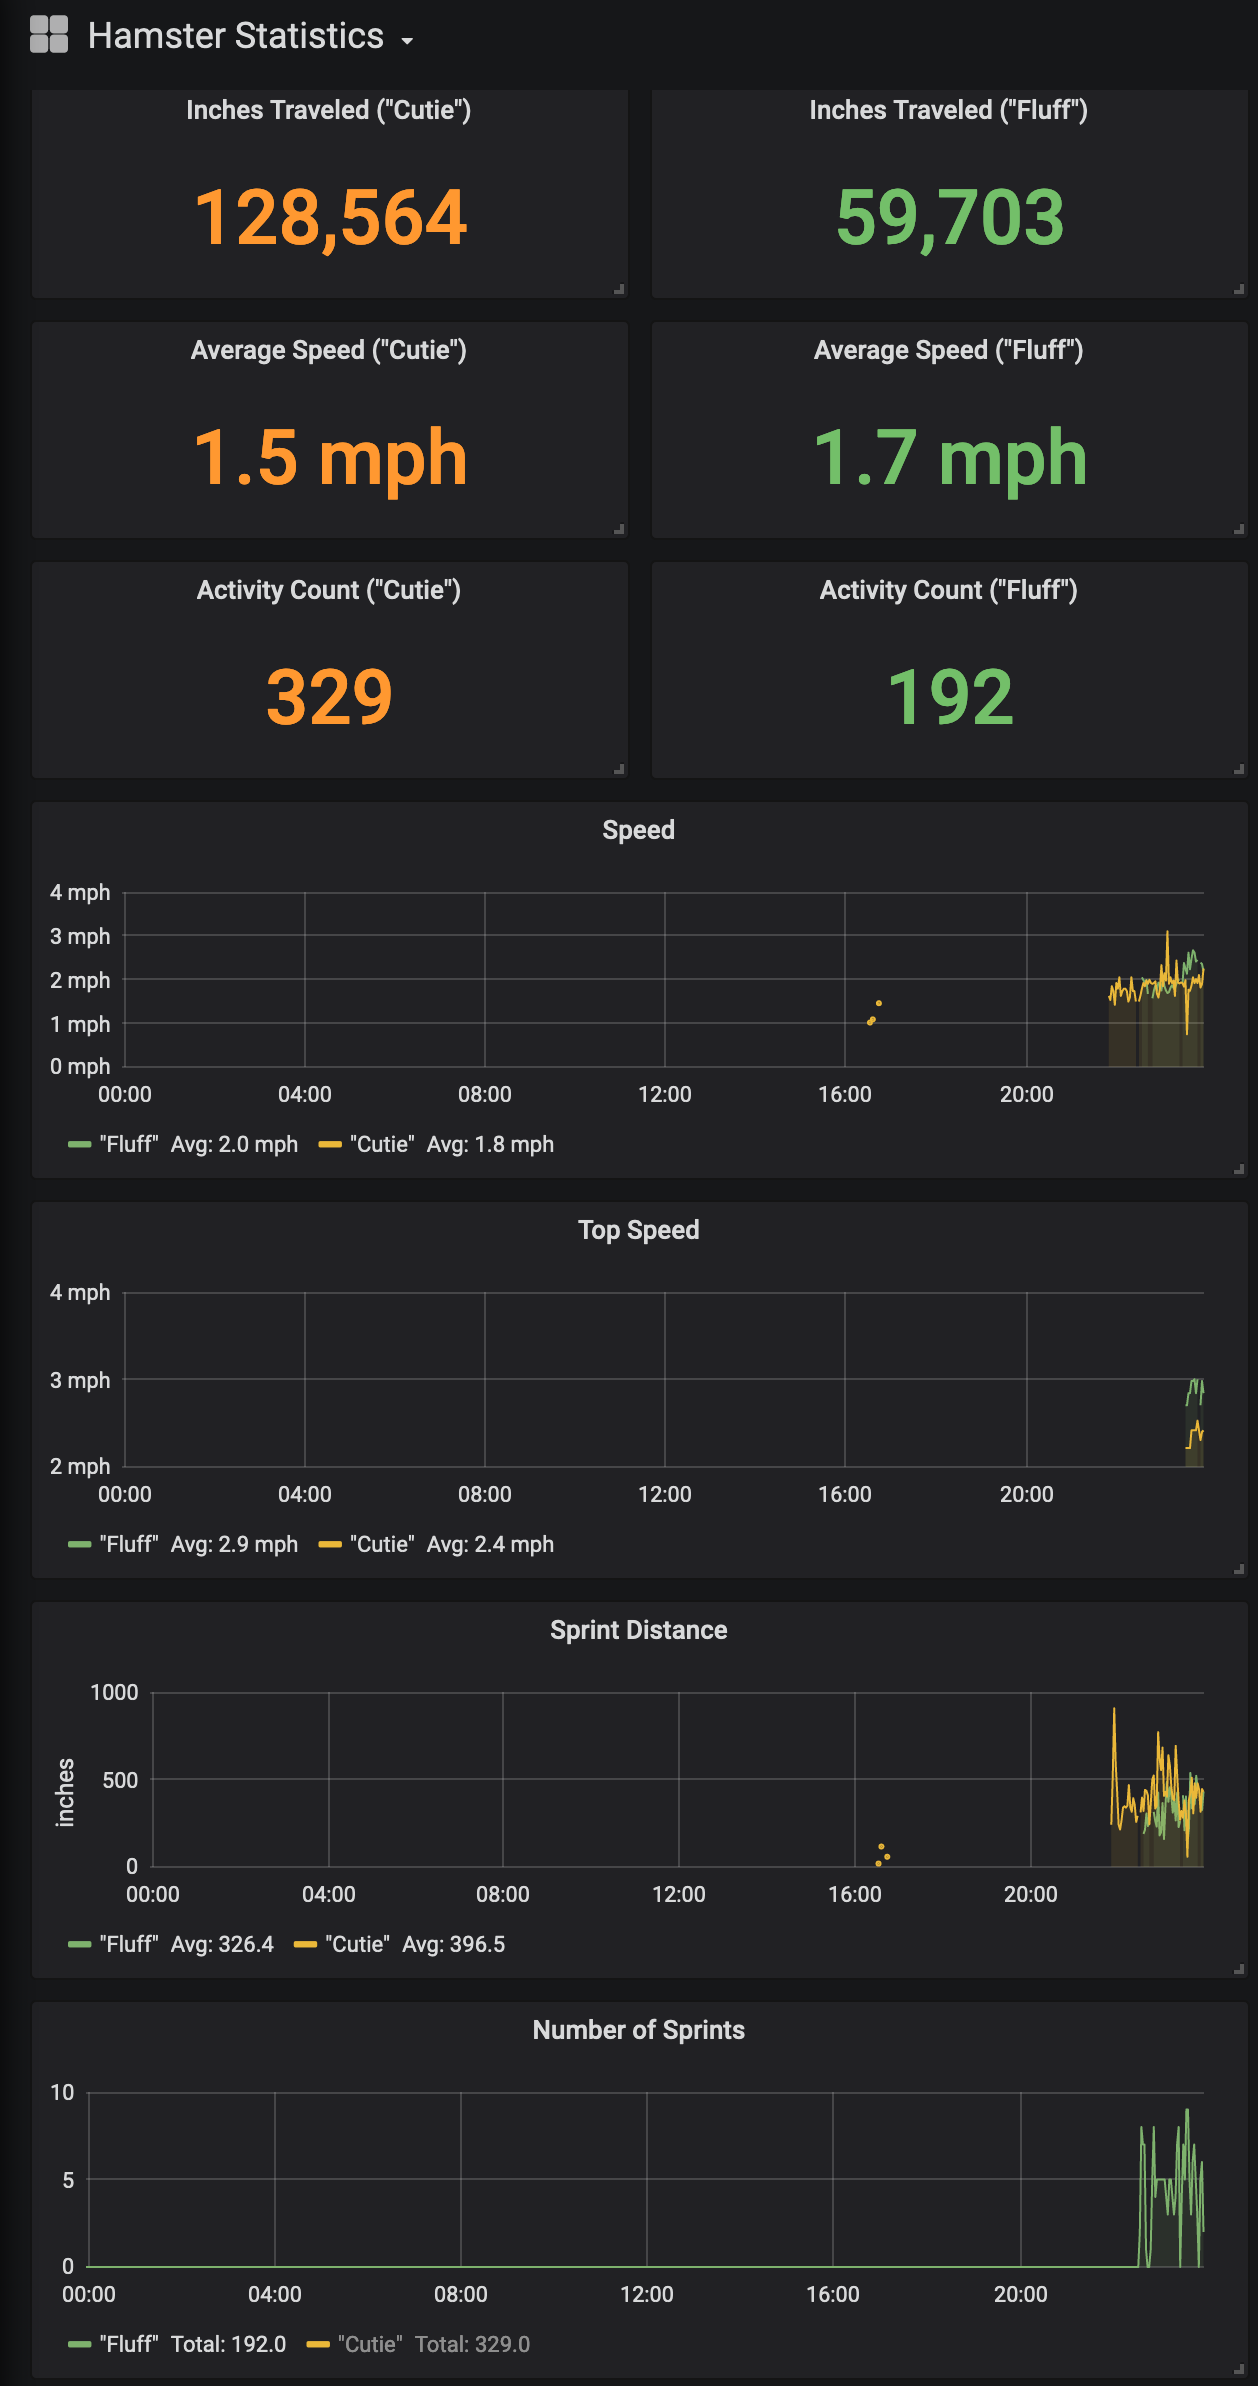 Hamster Statistics
Inches Traveled ("Cutie")
128,564
Inches Traveled ("Fluff")
59,703
Average Speed ("Cutie")
1.5 mph
Average Speed ("Fluff")
1.7 mph
Activity Count ("Cutie")
329
Activity Count ("Fluff")
192
Speed
4 mph
3 mph
2 mph
1 mph
0 mph
00:00 04:00 08:00 12:00 16:00 20:00
"Fluff" Avg: 2.0 mph "Cutie" Avg: 1.8 mph
Top Speed
4 mph
3 mph
2 mph
00:00 04:00 08:00 12:00 16:00 20:00
"Fluff" Avg: 2.9 mph "Cutie" Avg: 2.4 mph
Sprint Distance
inches
1000
500
0
00:00 04:00 08:00 12:00 16:00 20:00
"Fluff" Avg: 326.4 "Cutie" Avg: 396.5
Number of Sprints
10
5
0
00:00 04:00 08:00 12:00 16:00 20:00
"Fluff" Total: 192.0 "Cutie" Total: 329.0